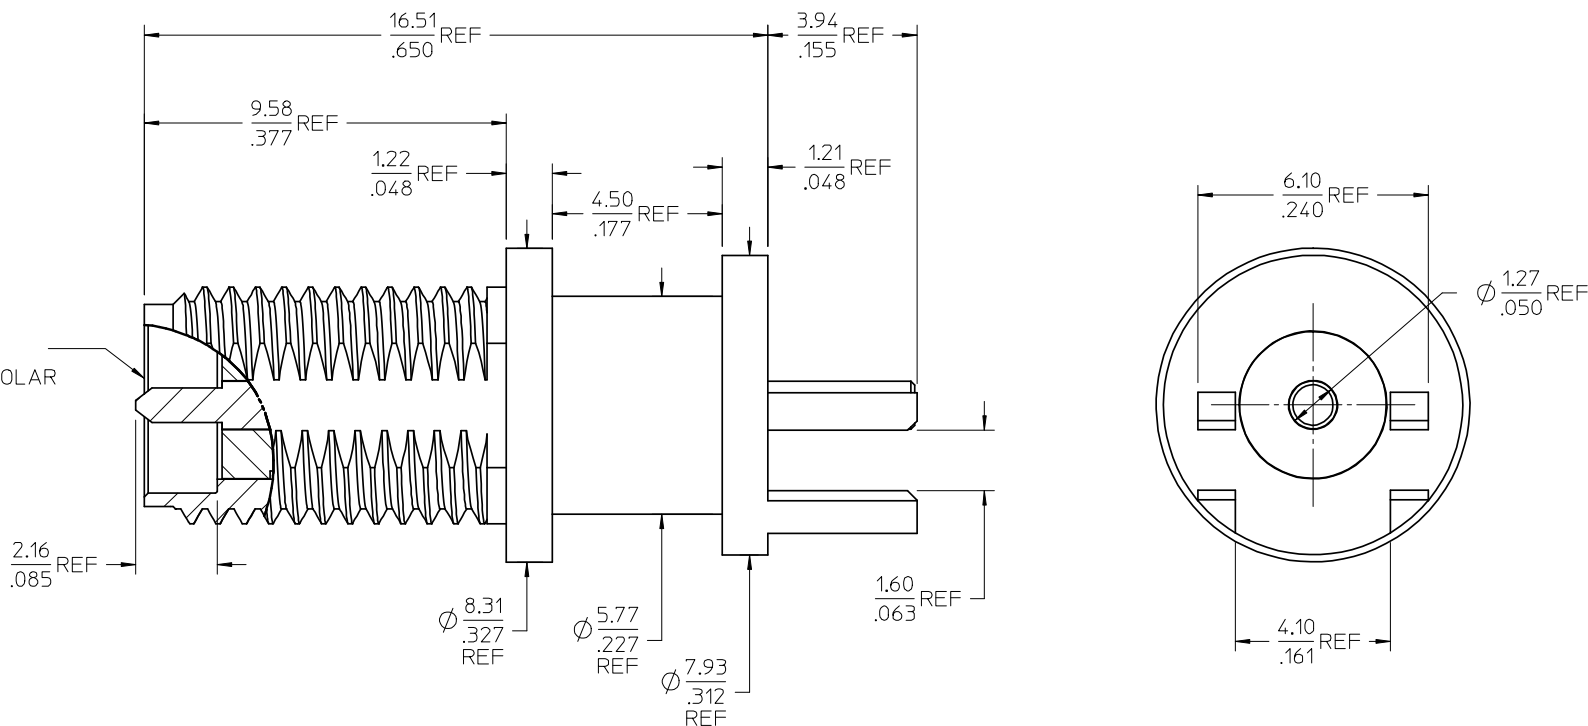 16.51 REF
.650
3.94 REF
.155
9.58 REF
.377
1.22 REF
.048
1.21 REF
.048
4.50 REF
.177
6.10 REF
.240
Ø 1.27 REF
.050
OLAR
2.16 REF
.085
Ø 8.31
.327
REF
Ø 5.77
.227
REF
Ø 7.93
.312
REF
1.60 REF
.063
4.10 REF
.161